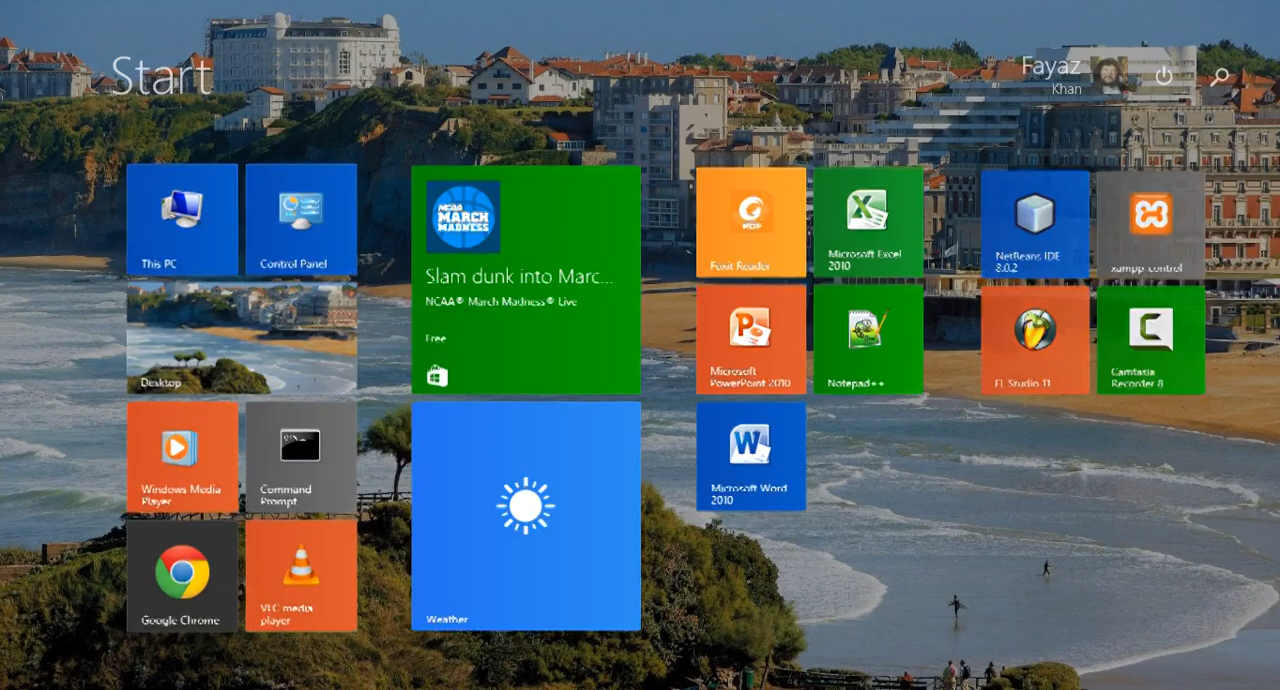 Start
Fayaz
Khan
This PC
Control Panel
Desktop
Windows Media
Player
Command
Prompt
Google Chrome
VLC media
player
NCAA
MARCH
MADNESS
Slam dunk into Marc...
NCAA® March Madness® Live
Free
Weather
PDF
Foxit Reader
Microsoft Excel
2010
Microsoft
PowerPoint 2010
Notepad++
Microsoft Word
2010
NetBeans IDE
8.0.2
xampp-control
FL Studio 11
Camtasia
Recorder 8